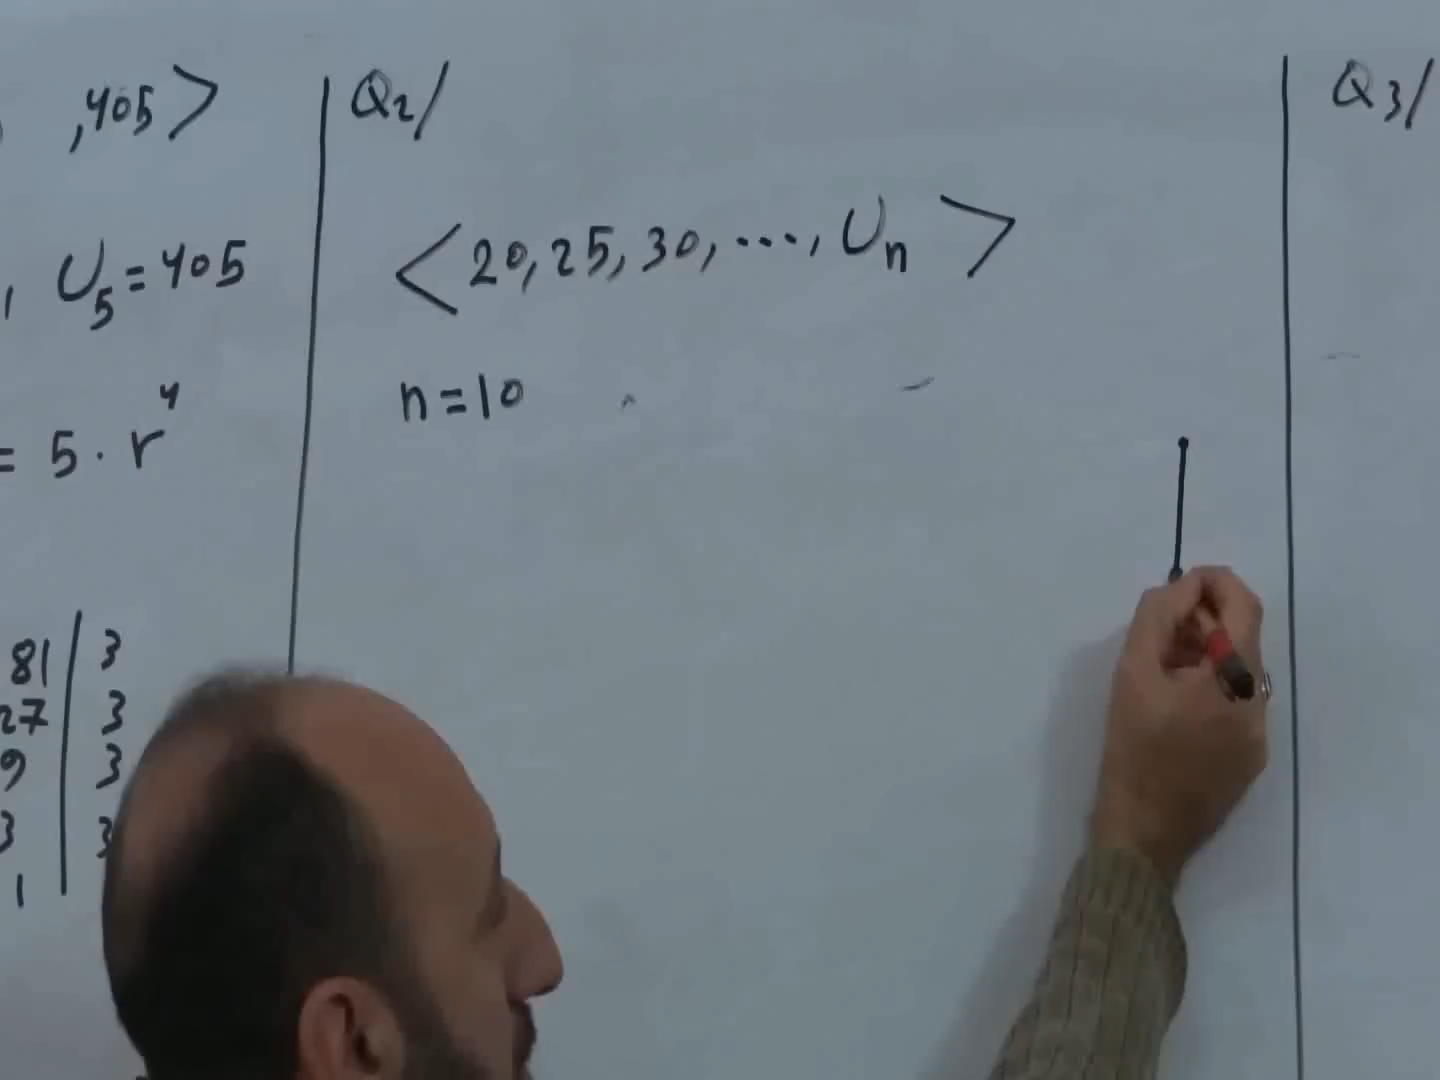 ,405>
, U5=405
= 5 · r^4
81 | 3
27 | 3
9 | 3
3 | 3
1
Q2/
<20, 25, 30, ..., Un>
n=10
Q3/